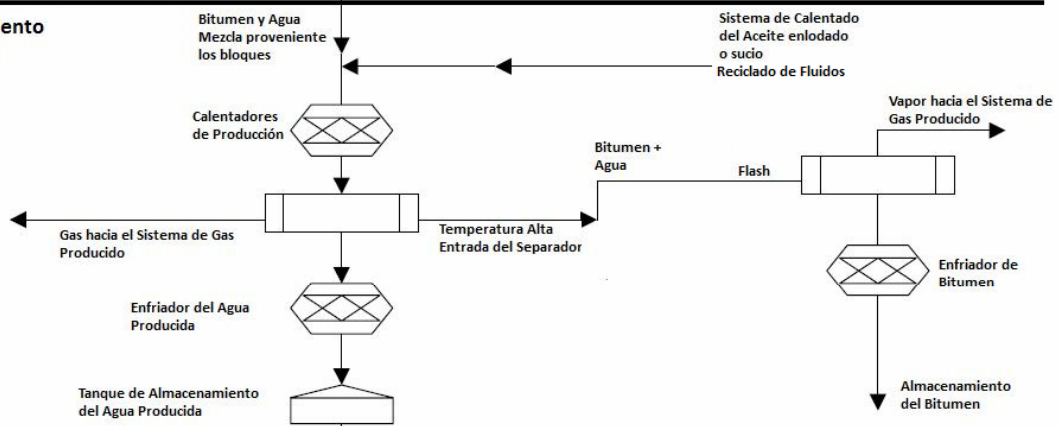 ento
Bitumen y Agua
Mezcla proveniente
los bloques
Sistema de Calentado
del Aceite enlodado
o sucio
Reciclado de Fluidos
Calentadores
de Producción
Vapor hacia el Sistema de
Gas Producido
Bitumen +
Agua
Flash
Gas hacia el Sistema de Gas
Producido
Temperatura Alta
Entrada del Separador
Enfriador de
Bitumen
Enfriador del Agua
Producida
Tanque de Almacenamiento
del Agua Producida
Almacenamiento
del Bitumen